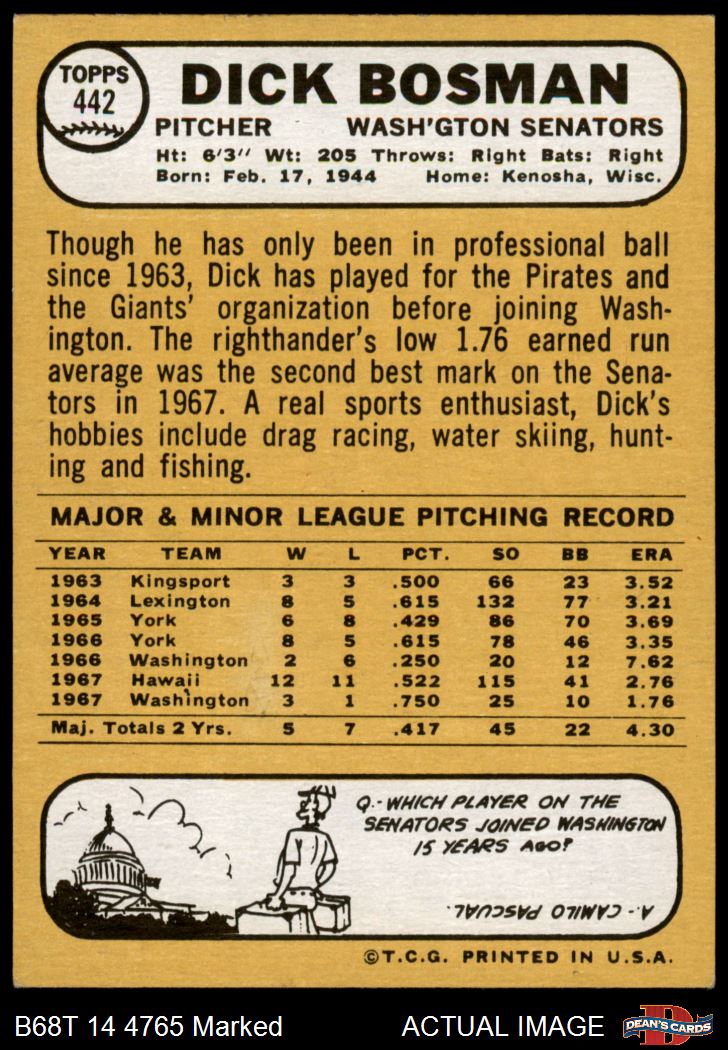 TOPPS
442
DICK BOSMAN
PITCHER WASH'GTON SENATORS
Ht: 6'3" Wt: 205 Throws: Right Bats: Right
Born: Feb. 17, 1944 Home: Kenosha, Wisc.
Though he has only been in professional ball
since 1963, Dick has played for the Pirates and
the Giants' organization before joining Wash-
ington. The righthander's low 1.76 earned run
average was the second best mark on the Sena-
tors in 1967. A real sports enthusiast, Dick's
hobbies include drag racing, water skiing, hunt-
ing and fishing.
MAJOR & MINOR LEAGUE PITCHING RECORD
YEAR TEAM W L PCT. SO BB ERA
1963 Kingsport 3 3 .500 66 23 3.52
1964 Lexington 8 5 .615 132 77 3.21
1965 York 6 8 .429 86 70 3.69
1966 York 8 5 .615 78 46 3.35
1966 Washington 2 6 .250 20 12 7.62
1967 Hawaii 12 11 .522 115 41 2.76
1967 Washington 3 1 .750 25 10 1.76
Maj. Totals 2 Yrs. 5 7 .417 45 22 4.30
Q.- WHICH PLAYER ON THE
SENATORS JOINED WASHINGTON
15 YEARS AGO?
A.- CAMILO PASCUAL.
©T.C.G. PRINTED IN U.S.A.
B68T 14 4765 Marked ACTUAL IMAGE
DEAN'S CARDS